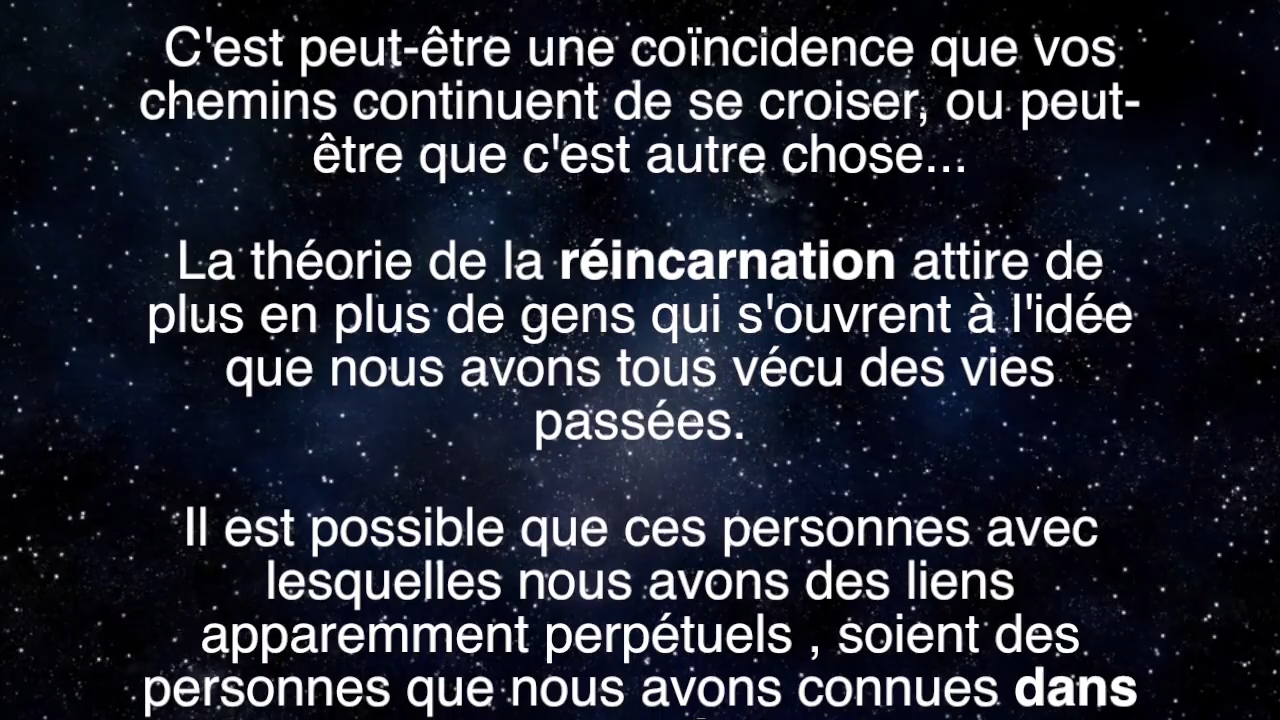 C'est peut-être une coïncidence que vos
chemins continuent de se croiser, ou peut-
être que c'est autre chose...
La théorie de la réincarnation attire de
plus en plus de gens qui s'ouvrent à l'idée
que nous avons tous vécu des vies
passées.
Il est possible que ces personnes avec
lesquelles nous avons des liens
apparemment perpétuels , soient des
personnes que nous avons connues dans